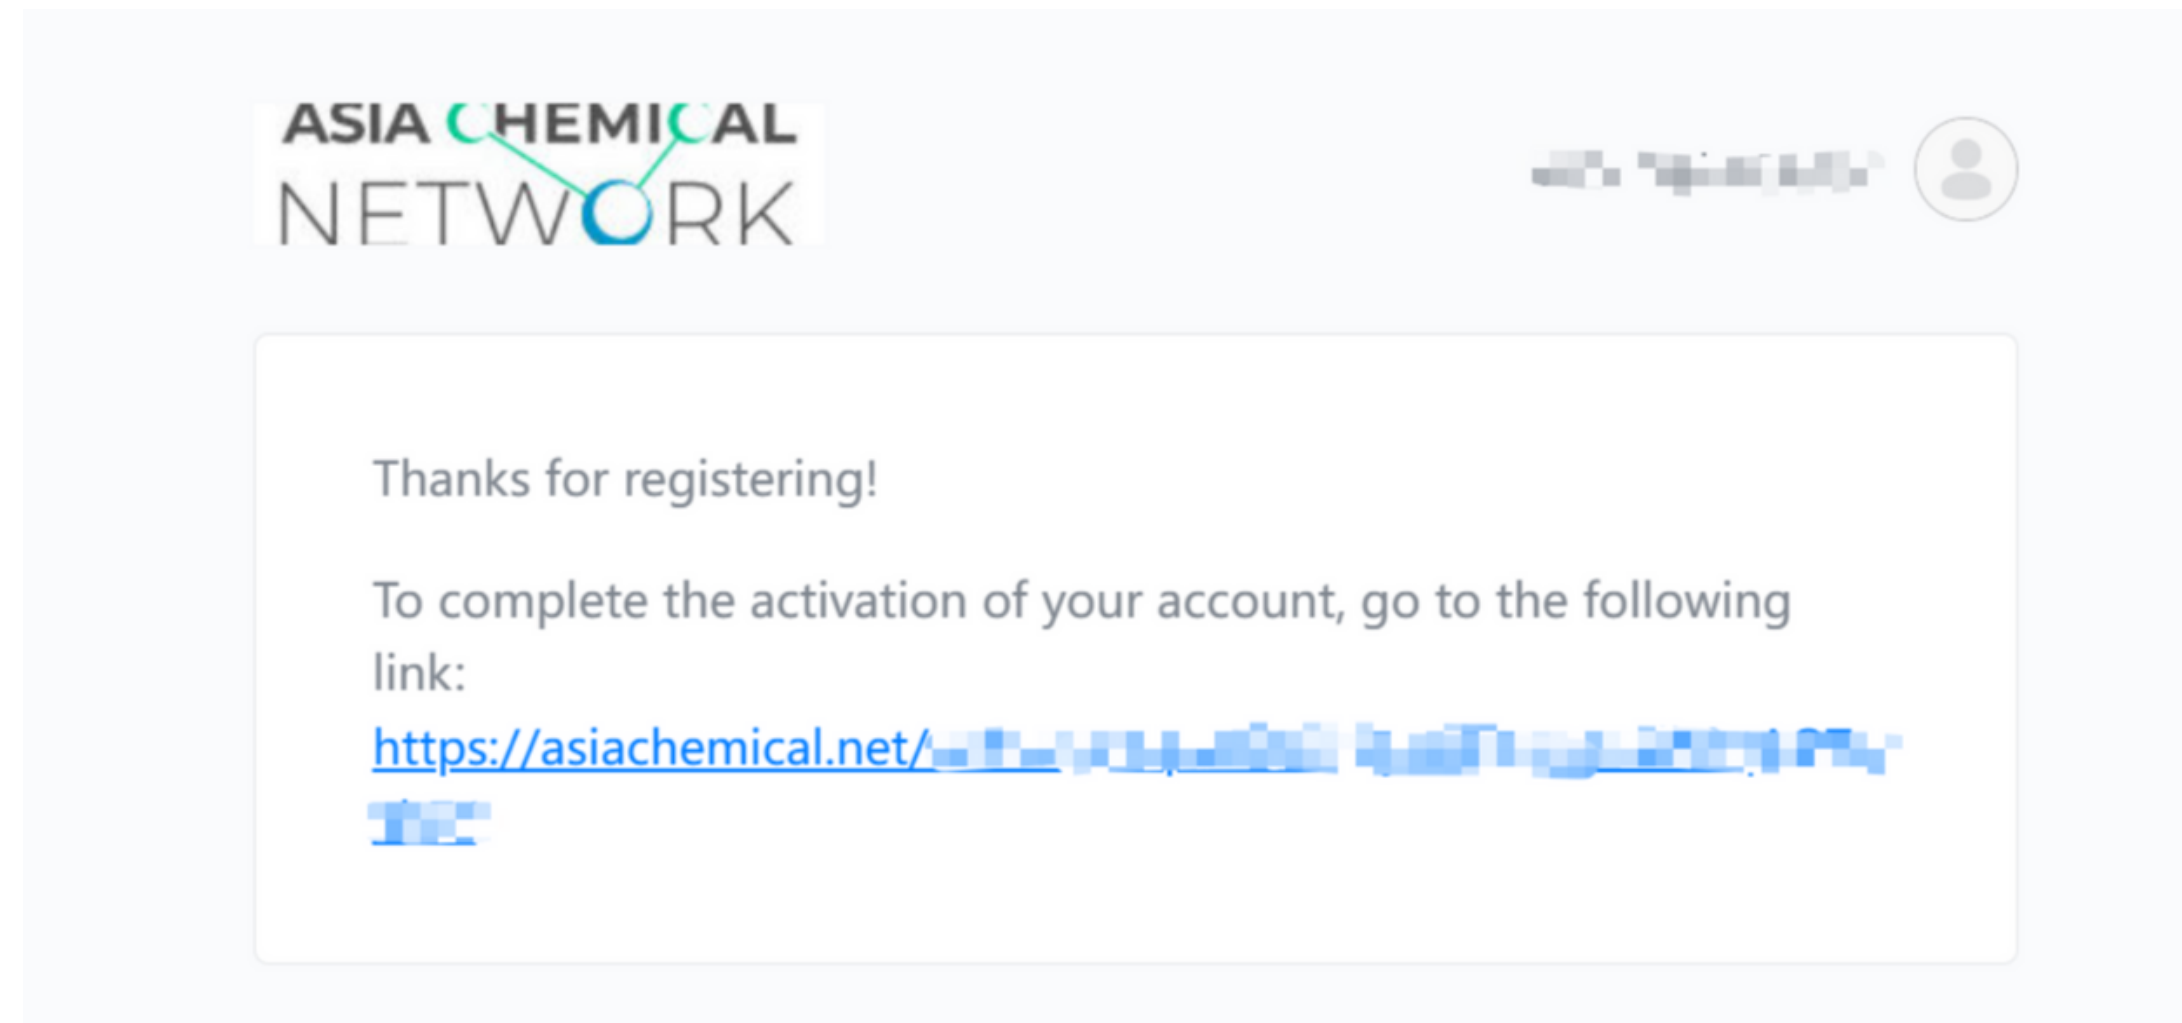 ASIA CHEMICAL
NETWORK
Thanks for registering!
To complete the activation of your account, go to the following
link:
https://asiachemical.net/